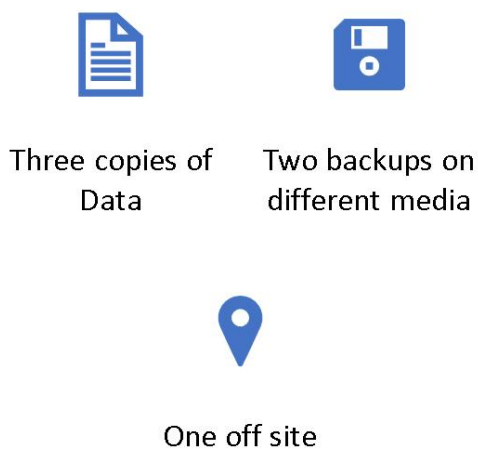 Three copies of
Data
Two backups on
different media
One off site